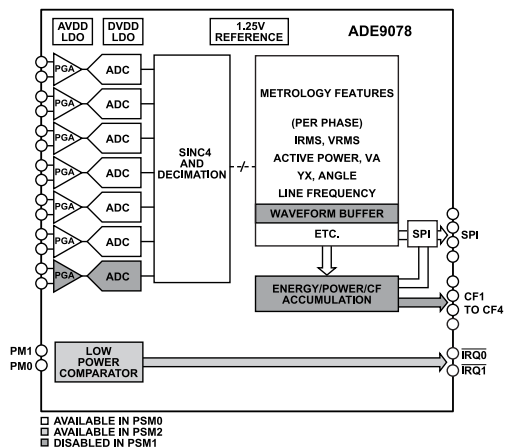 AVDD
LDO
DVDD
LDO
1.25V
REFERENCE
ADE9078
PGA
ADC
PGA
ADC
PGA
ADC
PGA
ADC
PGA
ADC
PGA
ADC
PGA
ADC
SINC4
AND
DECIMATION
METROLOGY FEATURES
(PER PHASE)
IRMS, VRMS
ACTIVE POWER, VA
YX, ANGLE
LINE FREQUENCY
WAVEFORM BUFFER
ETC.
SPI
SPI
ENERGY/POWER/CF
ACCUMULATION
CF1
TO CF4
PM1
PM0
LOW
POWER
COMPARATOR
IRQ0
IRQ1
AVAILABLE IN PSM0
AVAILABLE IN PSM2
DISABLED IN PSM1